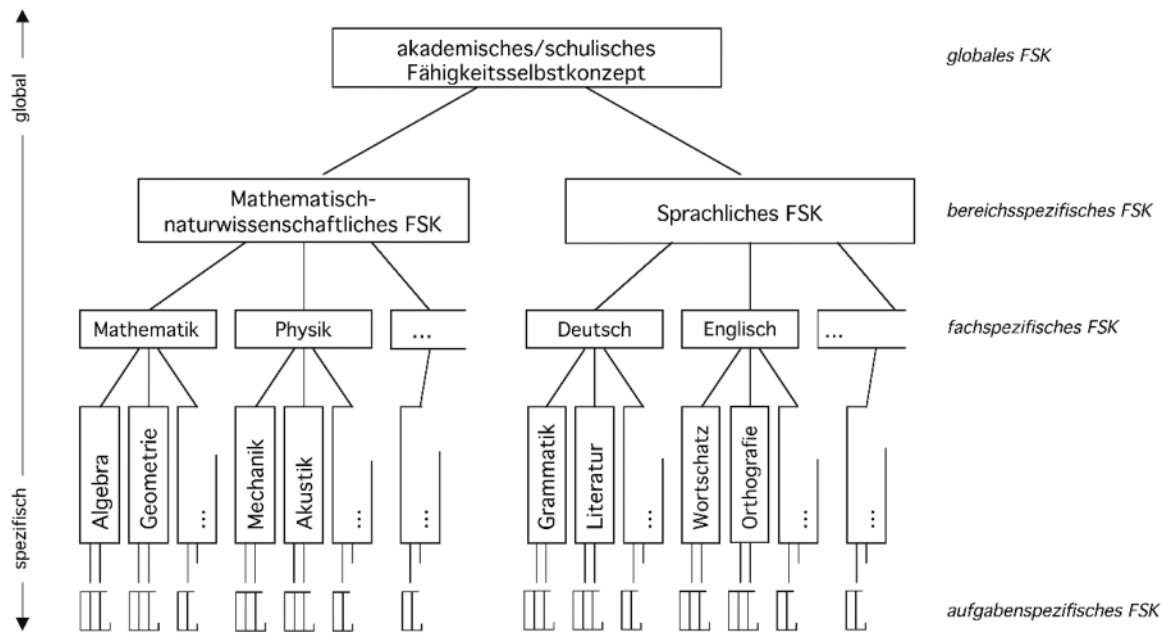 global
spezifisch
akademisches/schulisches
Fähigkeitsselbstkonzept
globales FSK
Mathematisch-
naturwissenschaftliches FSK
Sprachliches FSK
bereichsspezifisches FSK
Mathematik
Physik
...
Deutsch
Englisch
...
fachspezifisches FSK
Algebra
Geometrie
...
Mechanik
Akustik
...
...
Grammatik
Literatur
...
Wortschatz
Orthografie
...
...
aufgabenspezifisches FSK